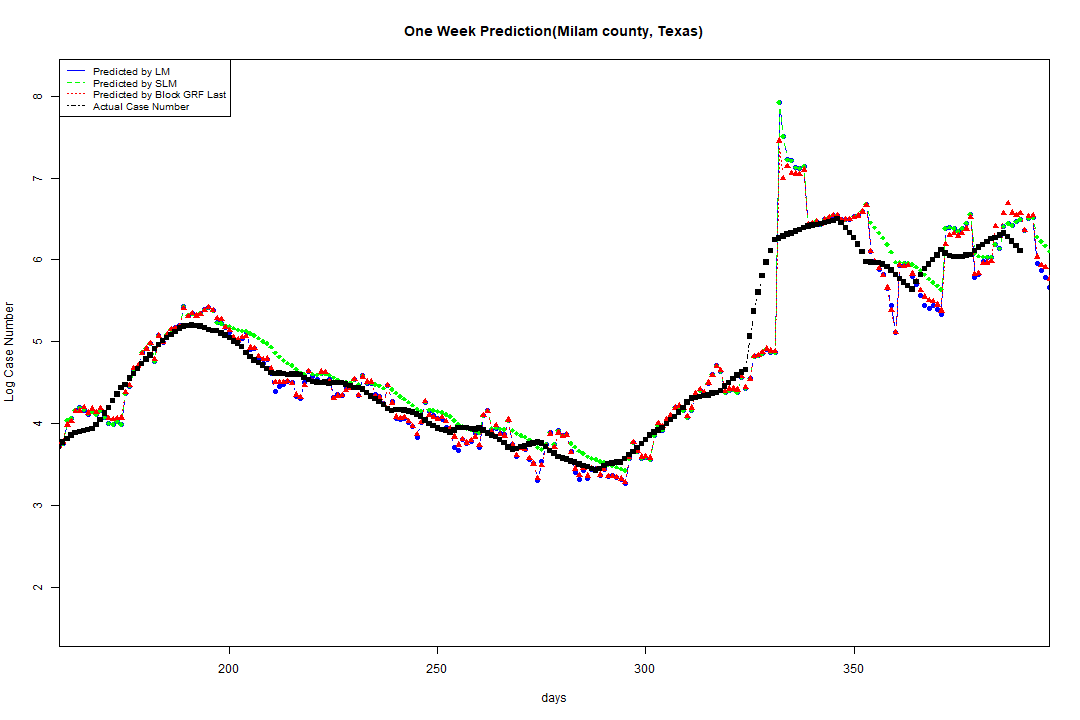 One Week Prediction(Milam county, Texas)
Predicted by LM
Predicted by SLM
Predicted by Block GRF Last
Actual Case Number
8
7
6
5
4
3
2
Log Case Number
200 250 300 350
days